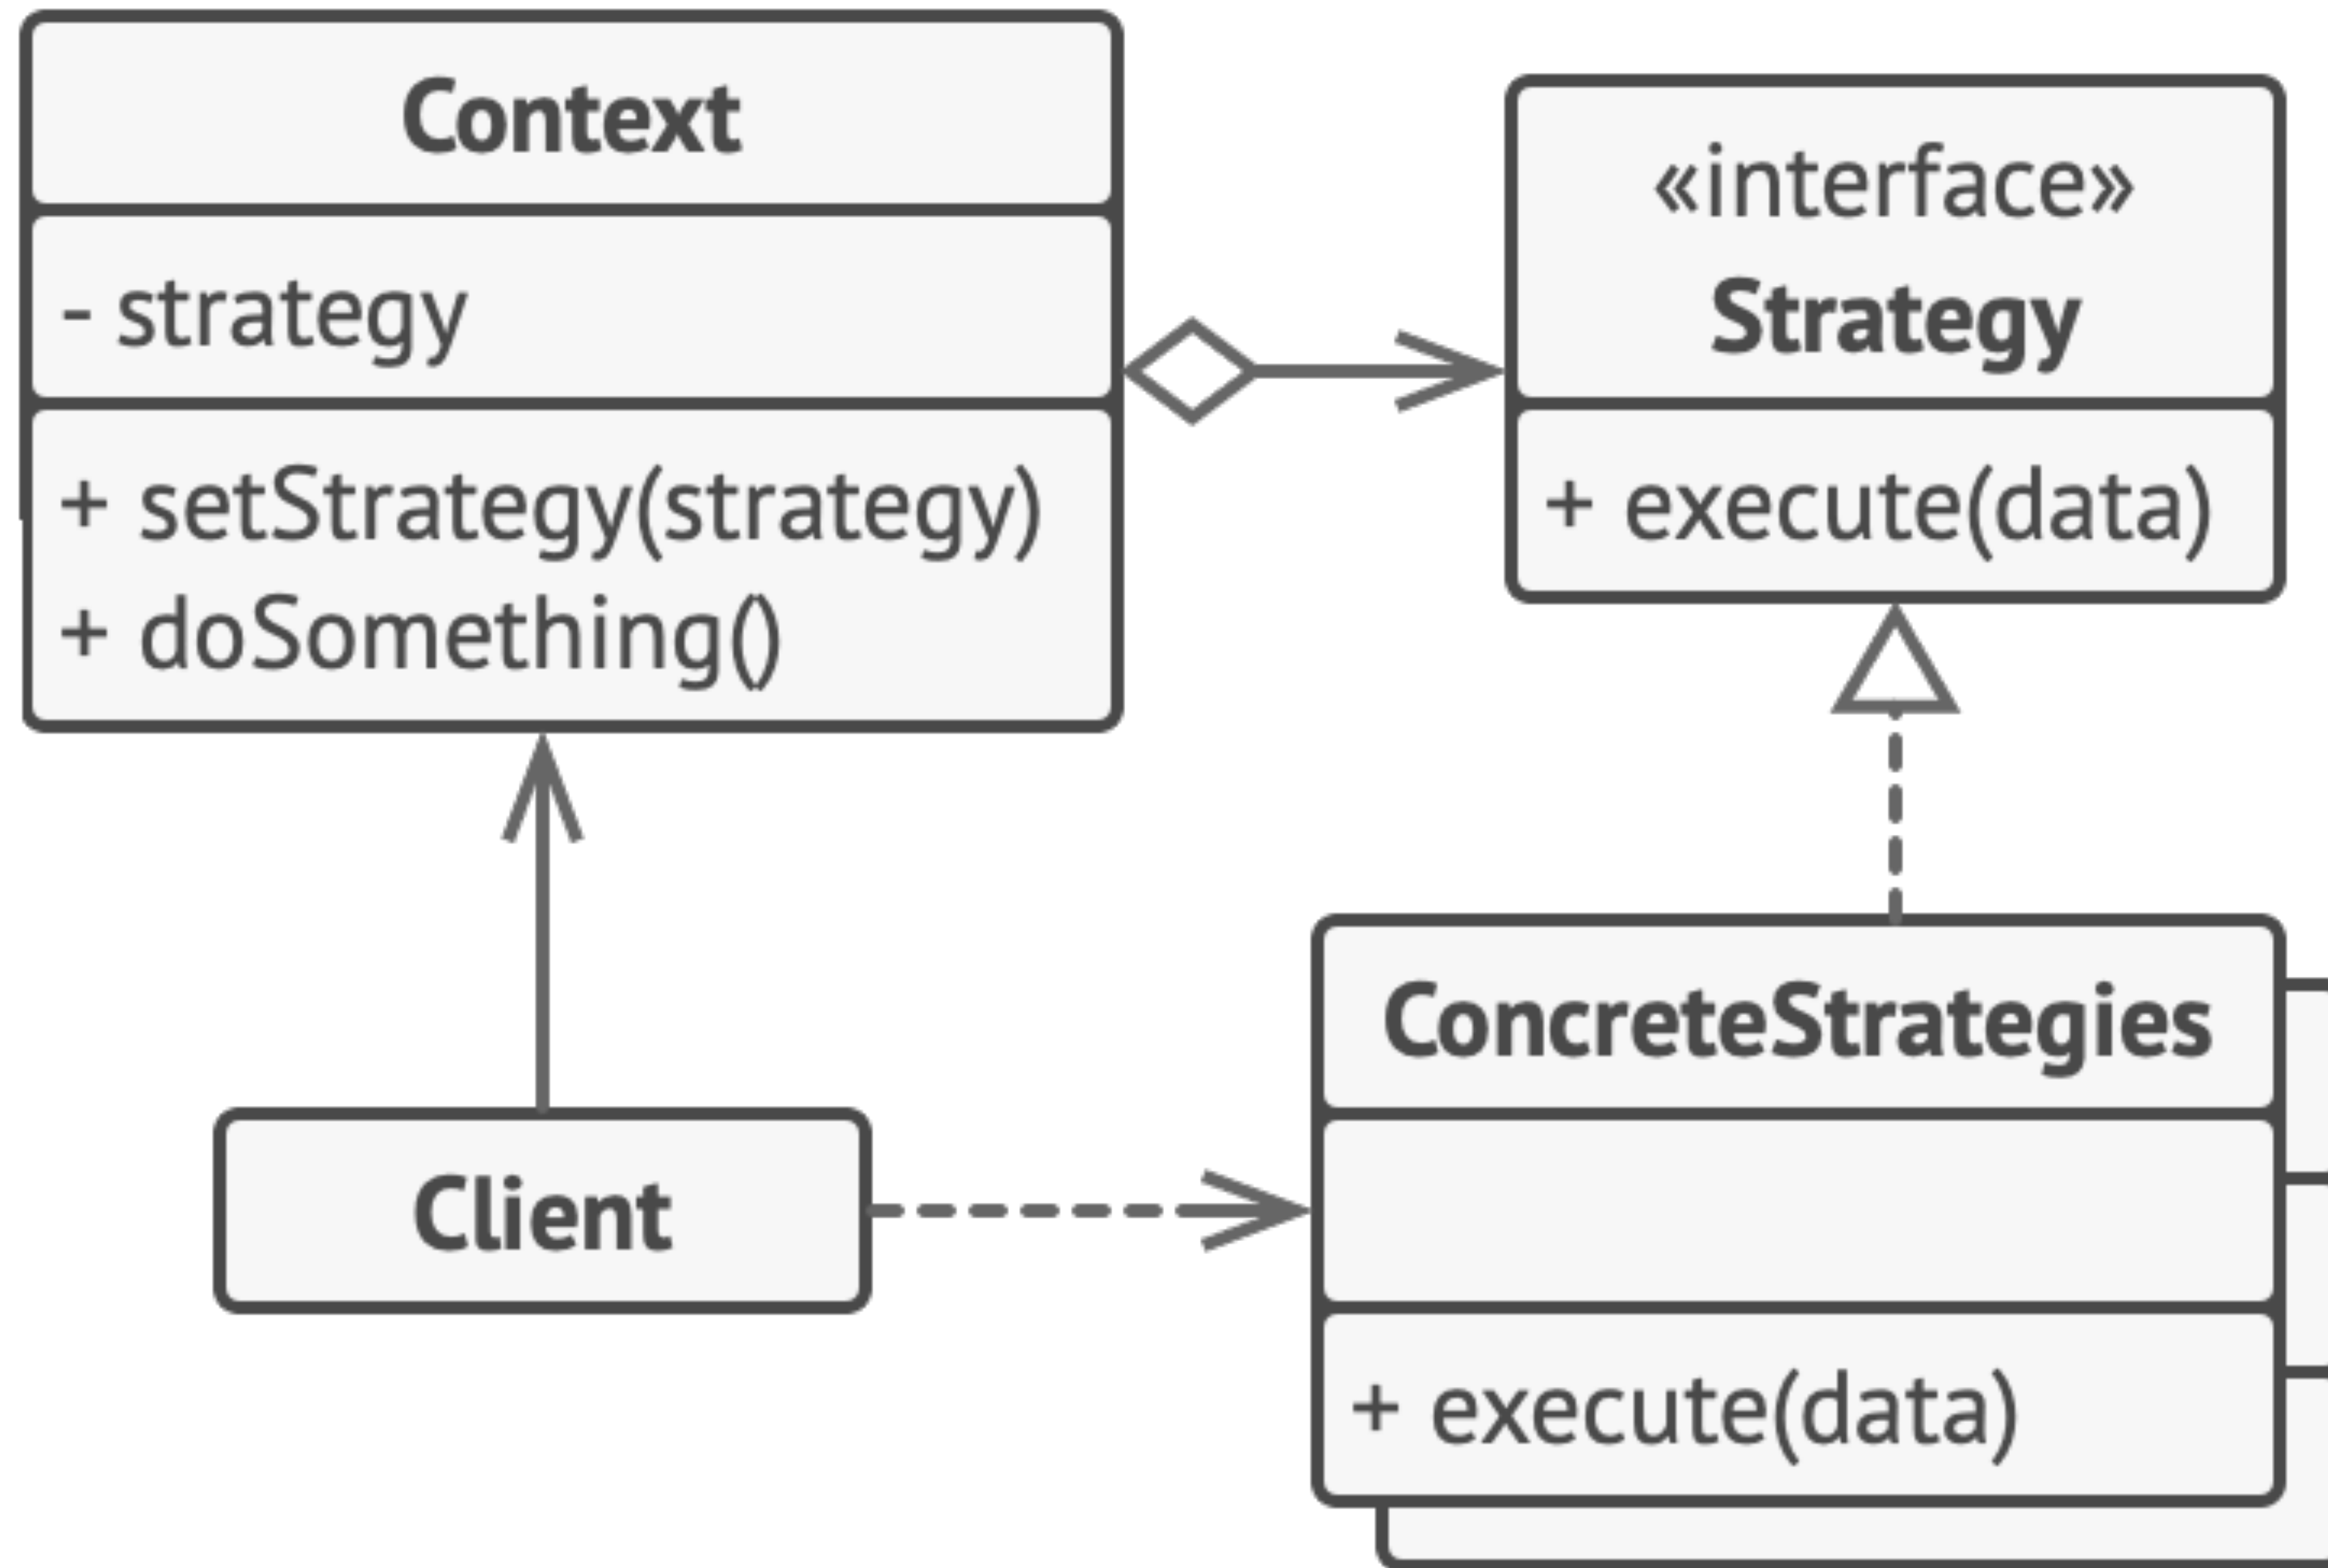 Context
- strategy
+ setStrategy(strategy)
+ doSomething()
«interface»
Strategy
+ execute(data)
Client
ConcreteStrategies
+ execute(data)